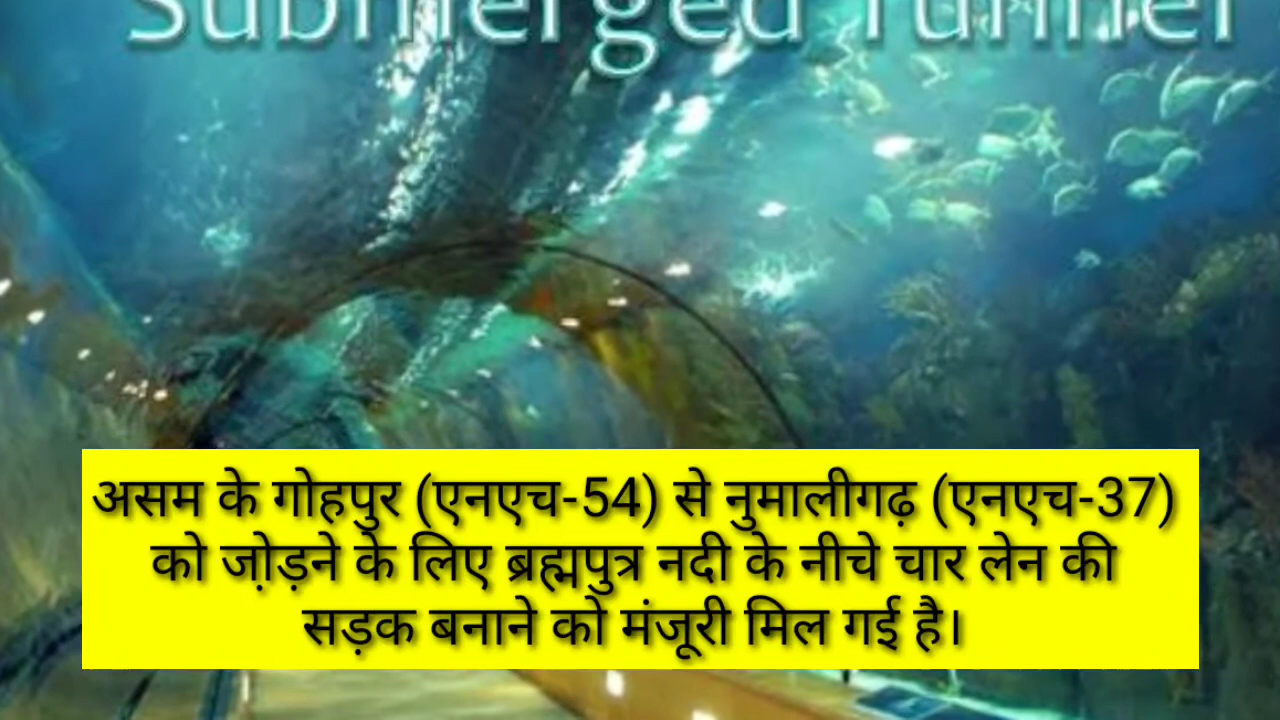 Submerged Tunnel
असम के गोहपुर (एनएच-54) से नुमालीगढ़ (एनएच-37)
को जो़ड़ने के लिए ब्रह्मपुत्र नदी के नीचे चार लेन की
सड़क बनाने को मंजूरी मिल गई है।